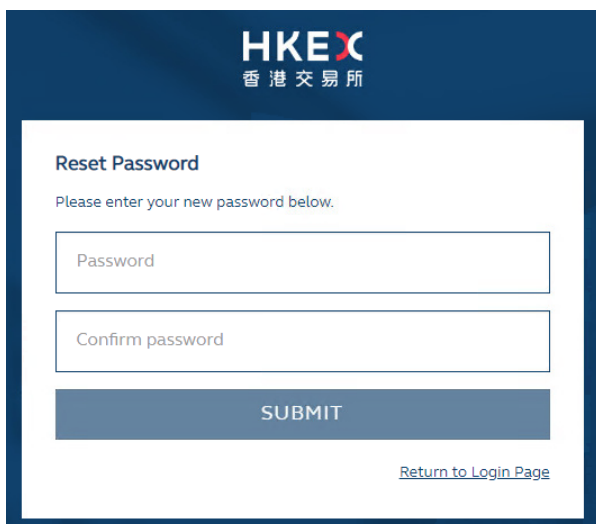 HKEX
香港交易所
Reset Password
Please enter your new password below.
Password
Confirm password
SUBMIT
Return to Login Page